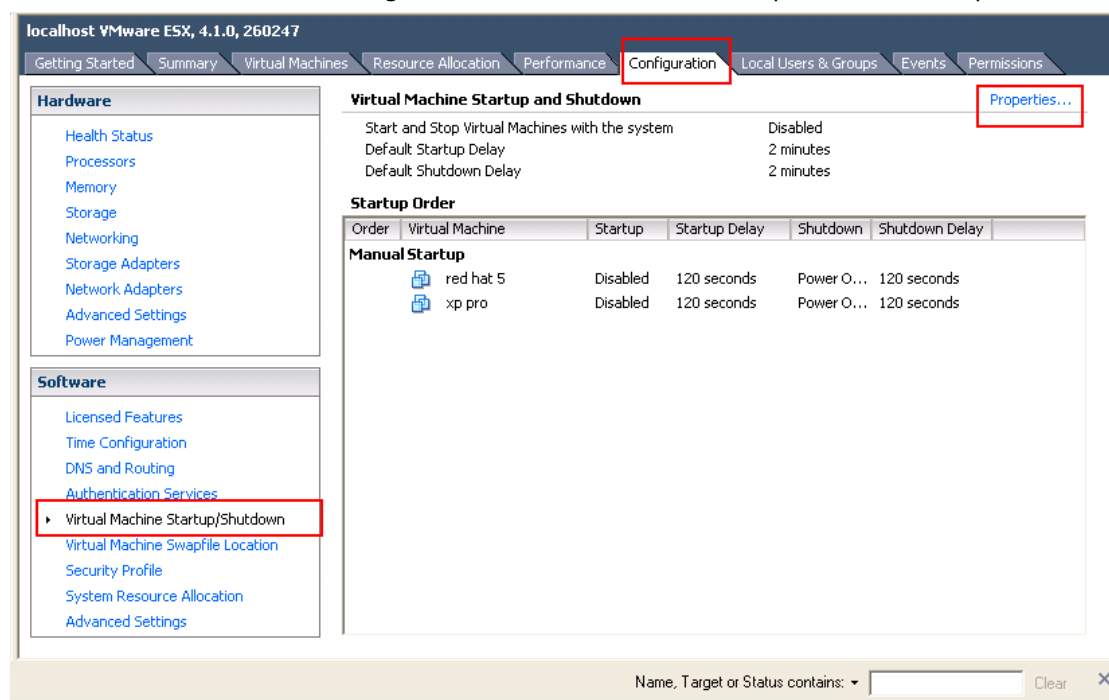 localhost VMware ESX, 4.1.0, 260247
Getting Started Summary Virtual Machines Resource Allocation Performance Configuration Local Users & Groups Events Permissions
Hardware
Health Status
Processors
Memory
Storage
Networking
Storage Adapters
Network Adapters
Advanced Settings
Power Management
Software
Licensed Features
Time Configuration
DNS and Routing
Authentication Services
Virtual Machine Startup/Shutdown
Virtual Machine Swapfile Location
Security Profile
System Resource Allocation
Advanced Settings
Virtual Machine Startup and Shutdown Properties...
Start and Stop Virtual Machines with the system Disabled
Default Startup Delay 2 minutes
Default Shutdown Delay 2 minutes
Startup Order
Order Virtual Machine Startup Startup Delay Shutdown Shutdown Delay
Manual Startup
red hat 5 Disabled 120 seconds Power O... 120 seconds
xp pro Disabled 120 seconds Power O... 120 seconds
Name, Target or Status contains: Clear